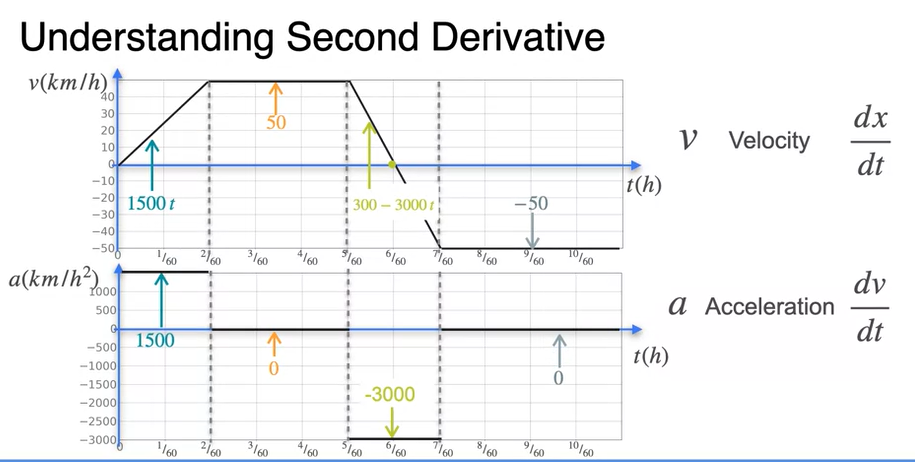 Understanding Second Derivative
v(km/h)
40
30
20
10
0
−10
−20
−30
−40
−50
50
1500 t
300 − 3000 t
−50
t(h)
0 1/60 2/60 3/60 4/60 5/60 6/60 7/60 8/60 9/60 10/60
v Velocity dx/dt
a(km/h²)
1000
500
0
−500
−1000
−1500
−2000
−2500
−3000
1500
0
-3000
0
t(h)
0 1/60 2/60 3/60 4/60 5/60 6/60 7/60 8/60 9/60 10/60
a Acceleration dv/dt